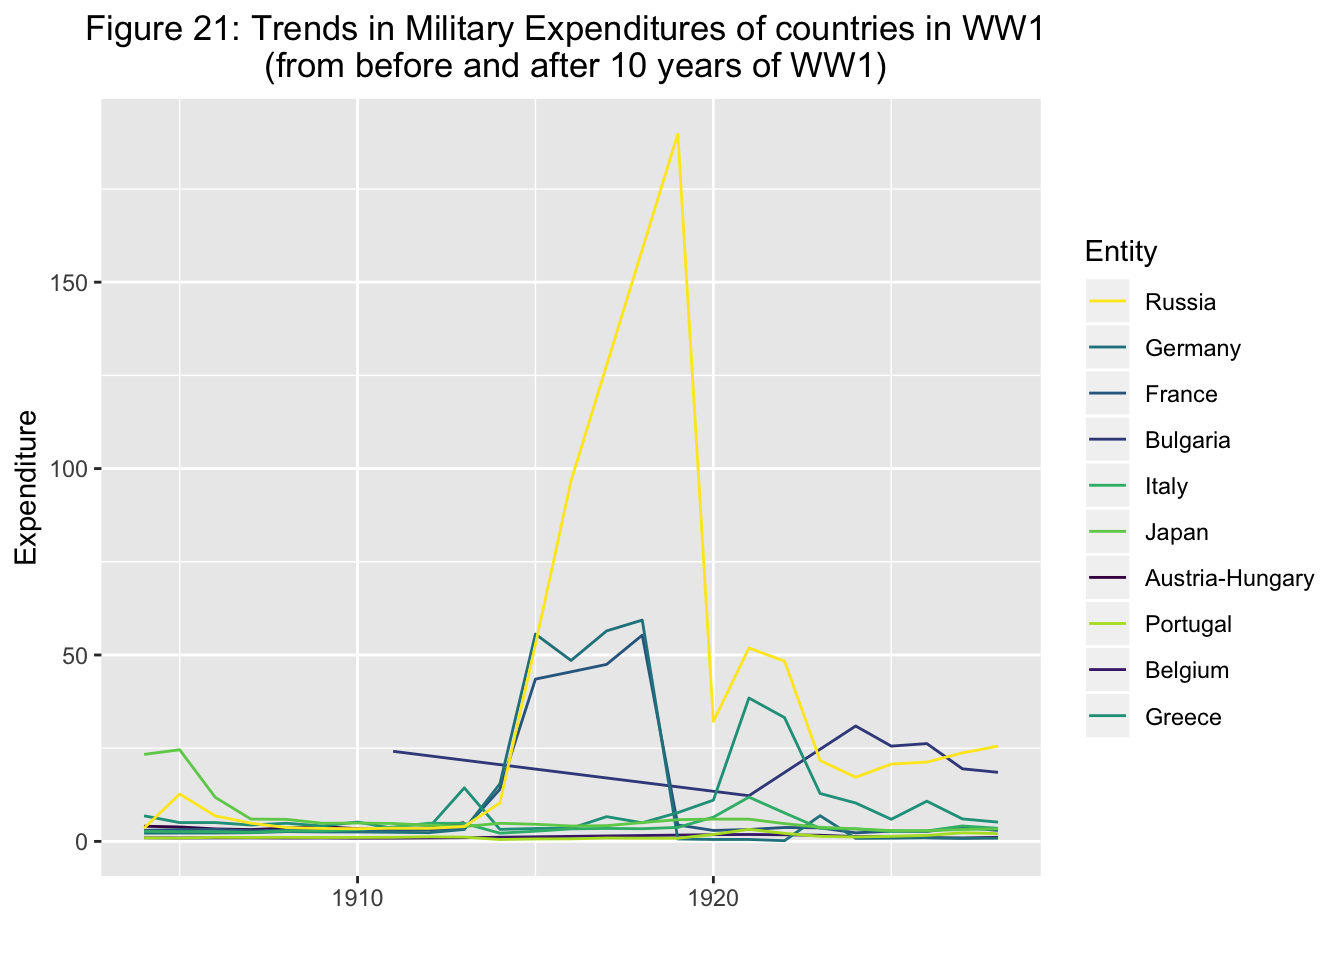 Figure 21: Trends in Military Expenditures of countries in WW1
(from before and after 10 years of WW1)
Expenditure
150
100
50
0
1910
1920
Entity
Russia
Germany
France
Bulgaria
Italy
Japan
Austria-Hungary
Portugal
Belgium
Greece